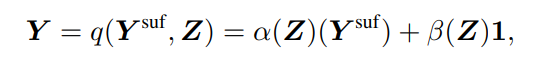 Y = q(Y^suf, Z) = α(Z)(Y^suf) + β(Z)1,